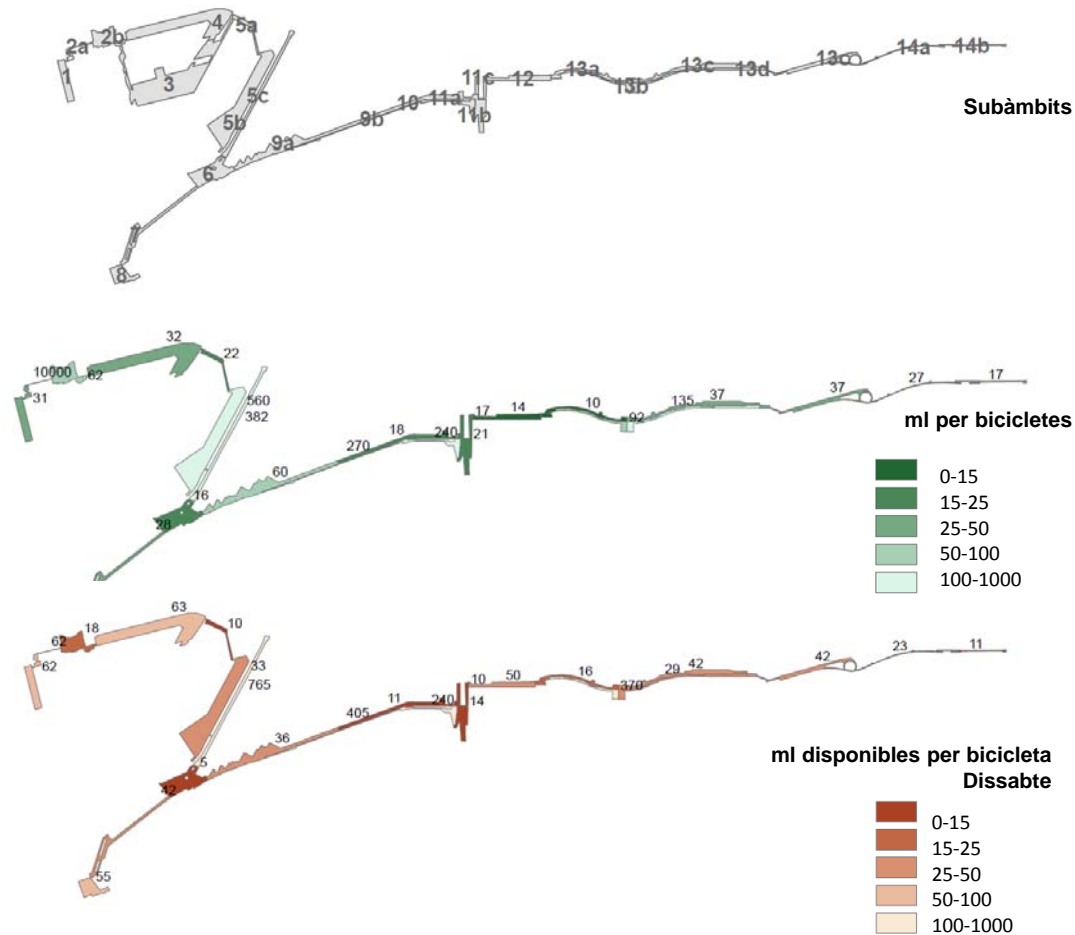 4
2a 2b 5a
1 3 5c 5b
11c 12 13a 13b 13c 13d 13c 14a 14b
Subàmbits
9a 9b 10 11a 11b
6
8
32 22
10000 62
31
560
382
17 14 10 92 135 37 37 27 17
ml per bicicletes
18 240 21
270
60
16
28
0-15
15-25
25-50
50-100
100-1000
63 10
62 18
62
33
765
10 50 16 370 29 42 42 23 11
11 240 14
405
36
5
42
55
ml disponibles per bicicleta
Dissabte
0-15
15-25
25-50
50-100
100-1000